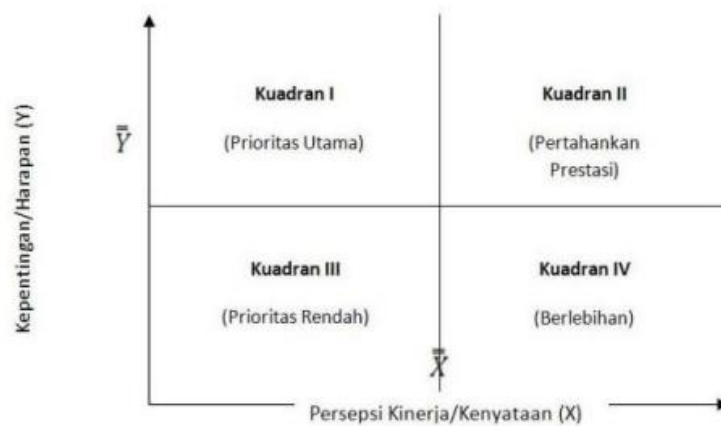 Kepentingan/Harapan (Y)
Kuadran I
(Prioritas Utama)
Kuadran II
(Pertahankan
Prestasi)
Y
Kuadran III
(Prioritas Rendah)
Kuadran IV
(Berlebihan)
X
Persepsi Kinerja/Kenyataan (X)